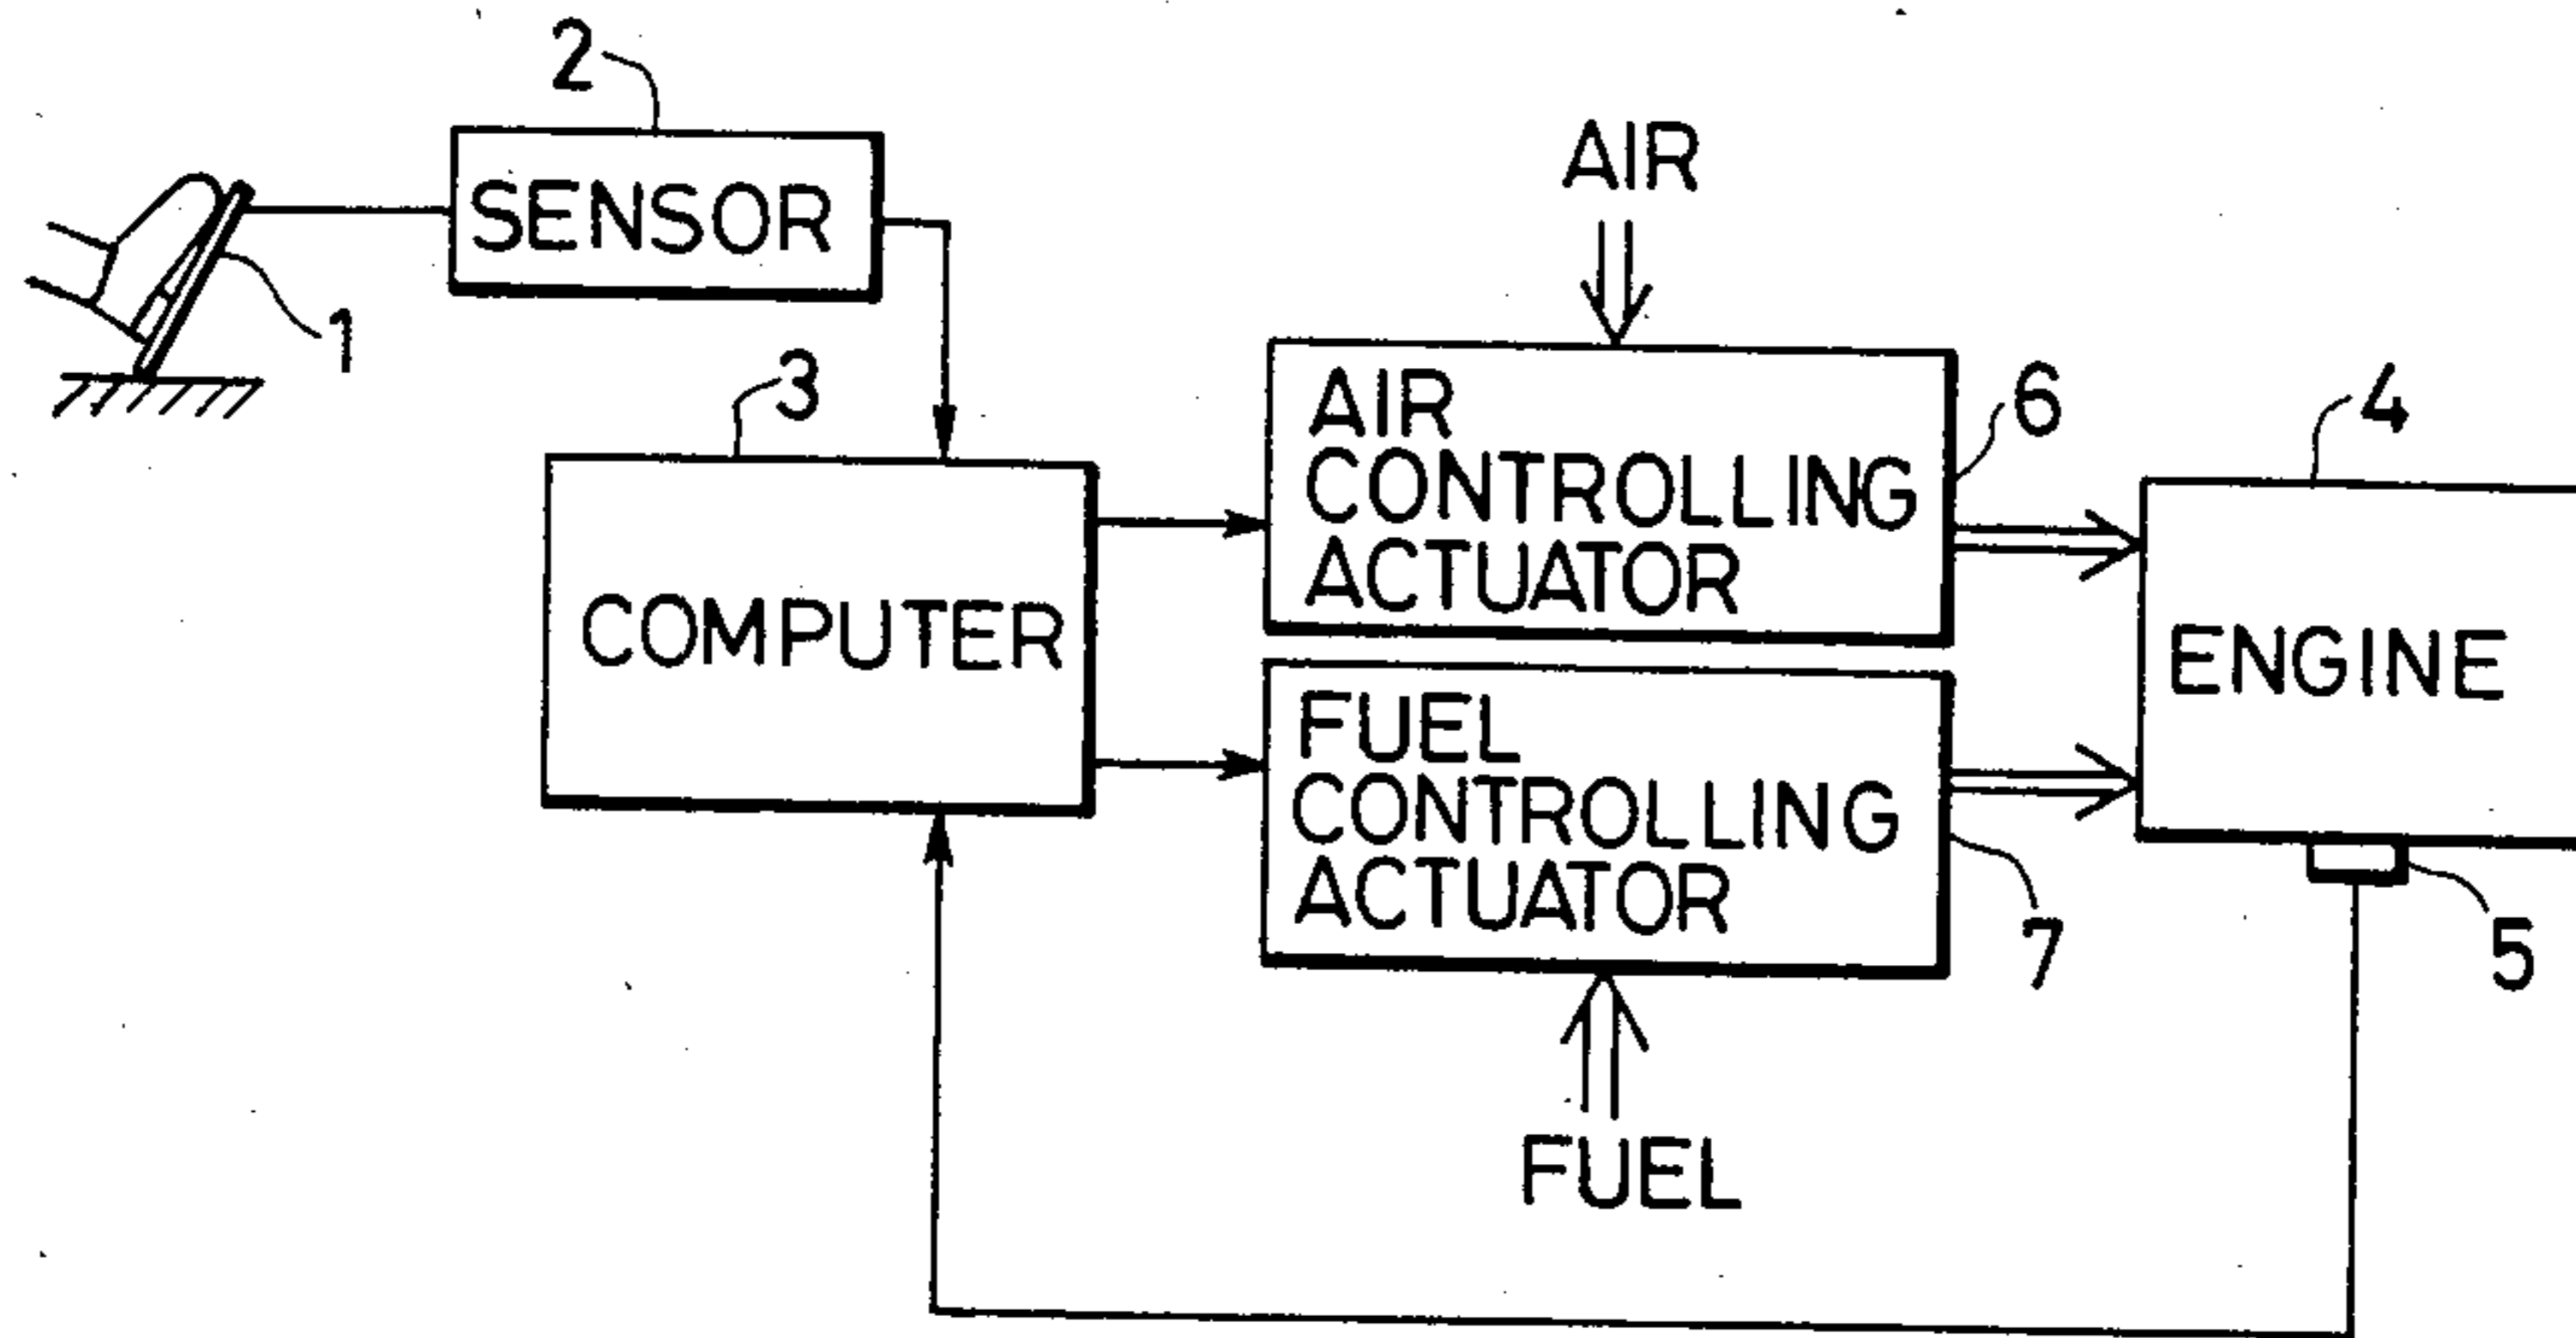 2
SENSOR
1
AIR
3
COMPUTER
AIR
CONTROLLING
ACTUATOR
6
4
ENGINE
FUEL
CONTROLLING
ACTUATOR
7
5
FUEL